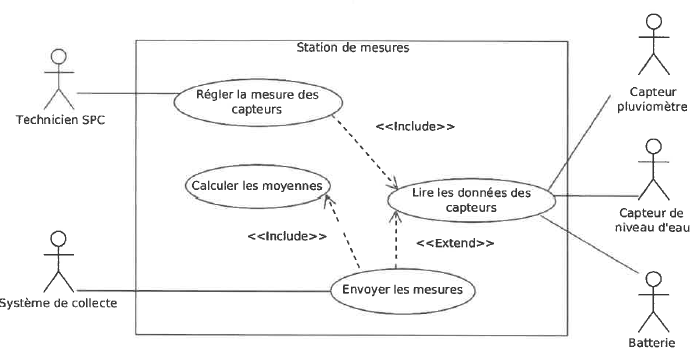 Station de mesures
Technicien SPC
Régler la mesure des
capteurs
<<Include>>
Capteur
pluviomètre
Calculer les moyennes
Lire les données des
capteurs
Capteur de
niveau d'eau
<<Include>>
<<Extend>>
Système de collecte
Envoyer les mesures
Batterie